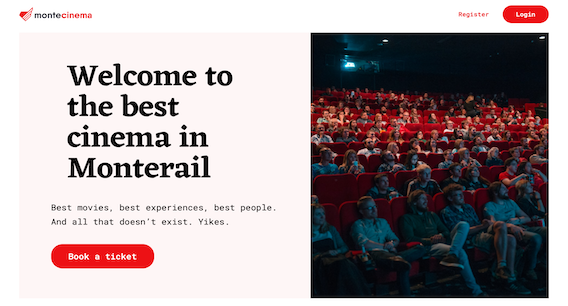 montecinema
Register
Login
Welcome to
the best
cinema in
Monterail
Best movies, best experiences, best people.
And all that doesn't exist. Yikes.
Book a ticket